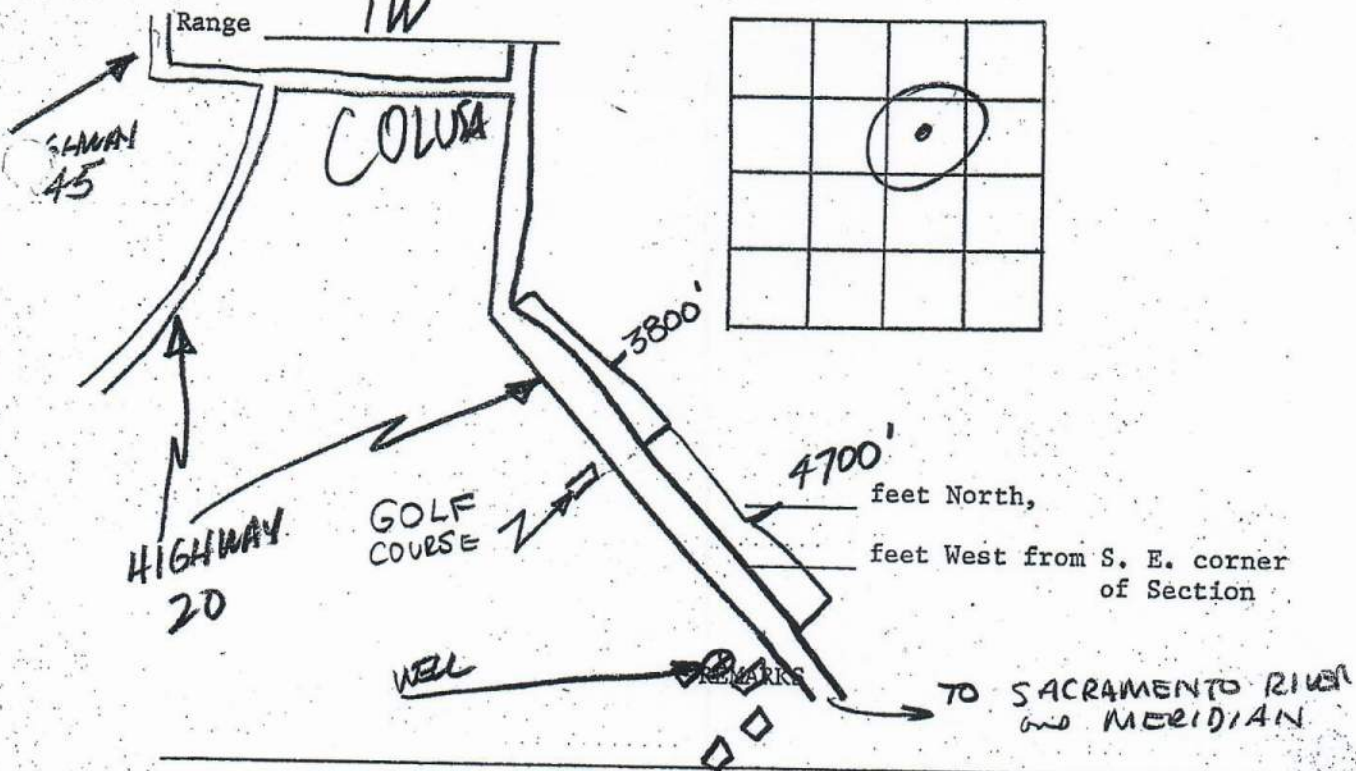 Range 1W
45
COLUSA
3800'
4700'
feet North,
feet West from S. E. corner
of Section
GOLF
COURSE
HIGHWAY
20
WELL
REMARKS
TO SACRAMENTO RIVER
and MERIDIAN